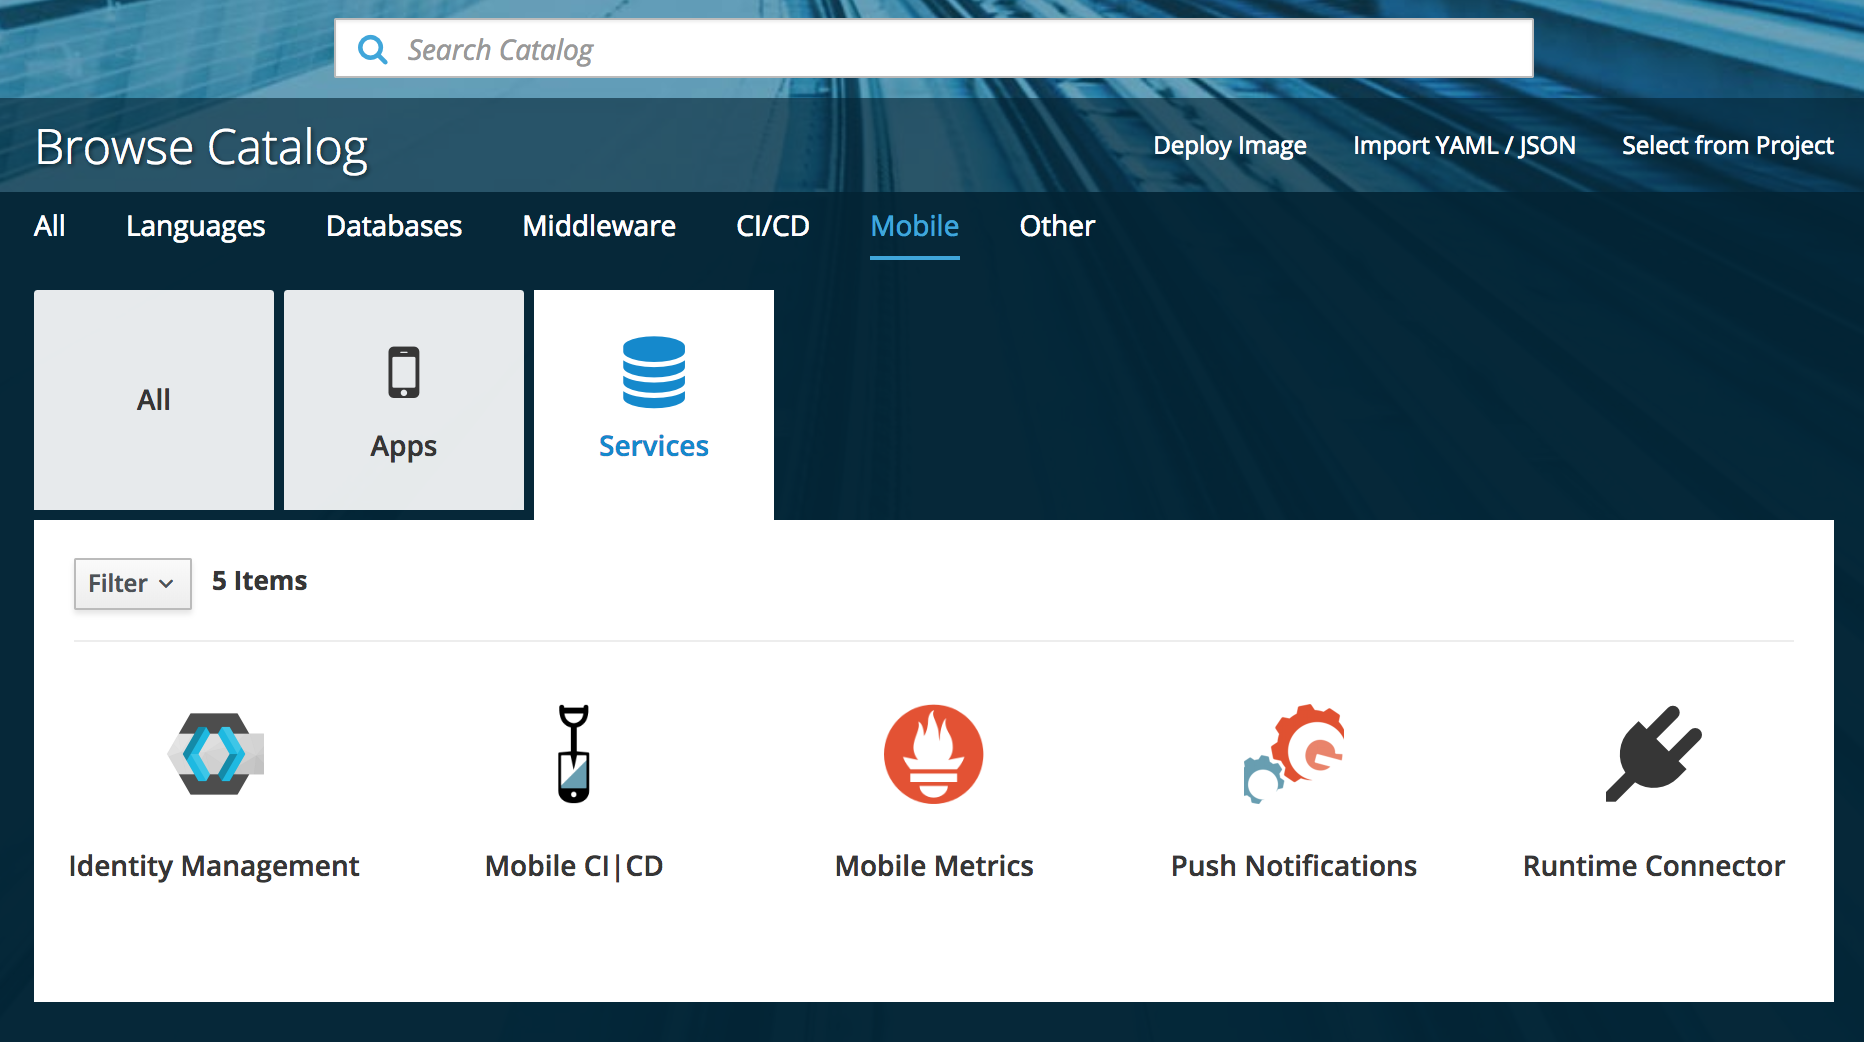 Search Catalog
Browse Catalog
Deploy Image
Import YAML / JSON
Select from Project
All
Languages
Databases
Middleware
CI/CD
Mobile
Other
All
Apps
Services
Filter
5 Items
Identity Management
Mobile CI|CD
Mobile Metrics
Push Notifications
Runtime Connector